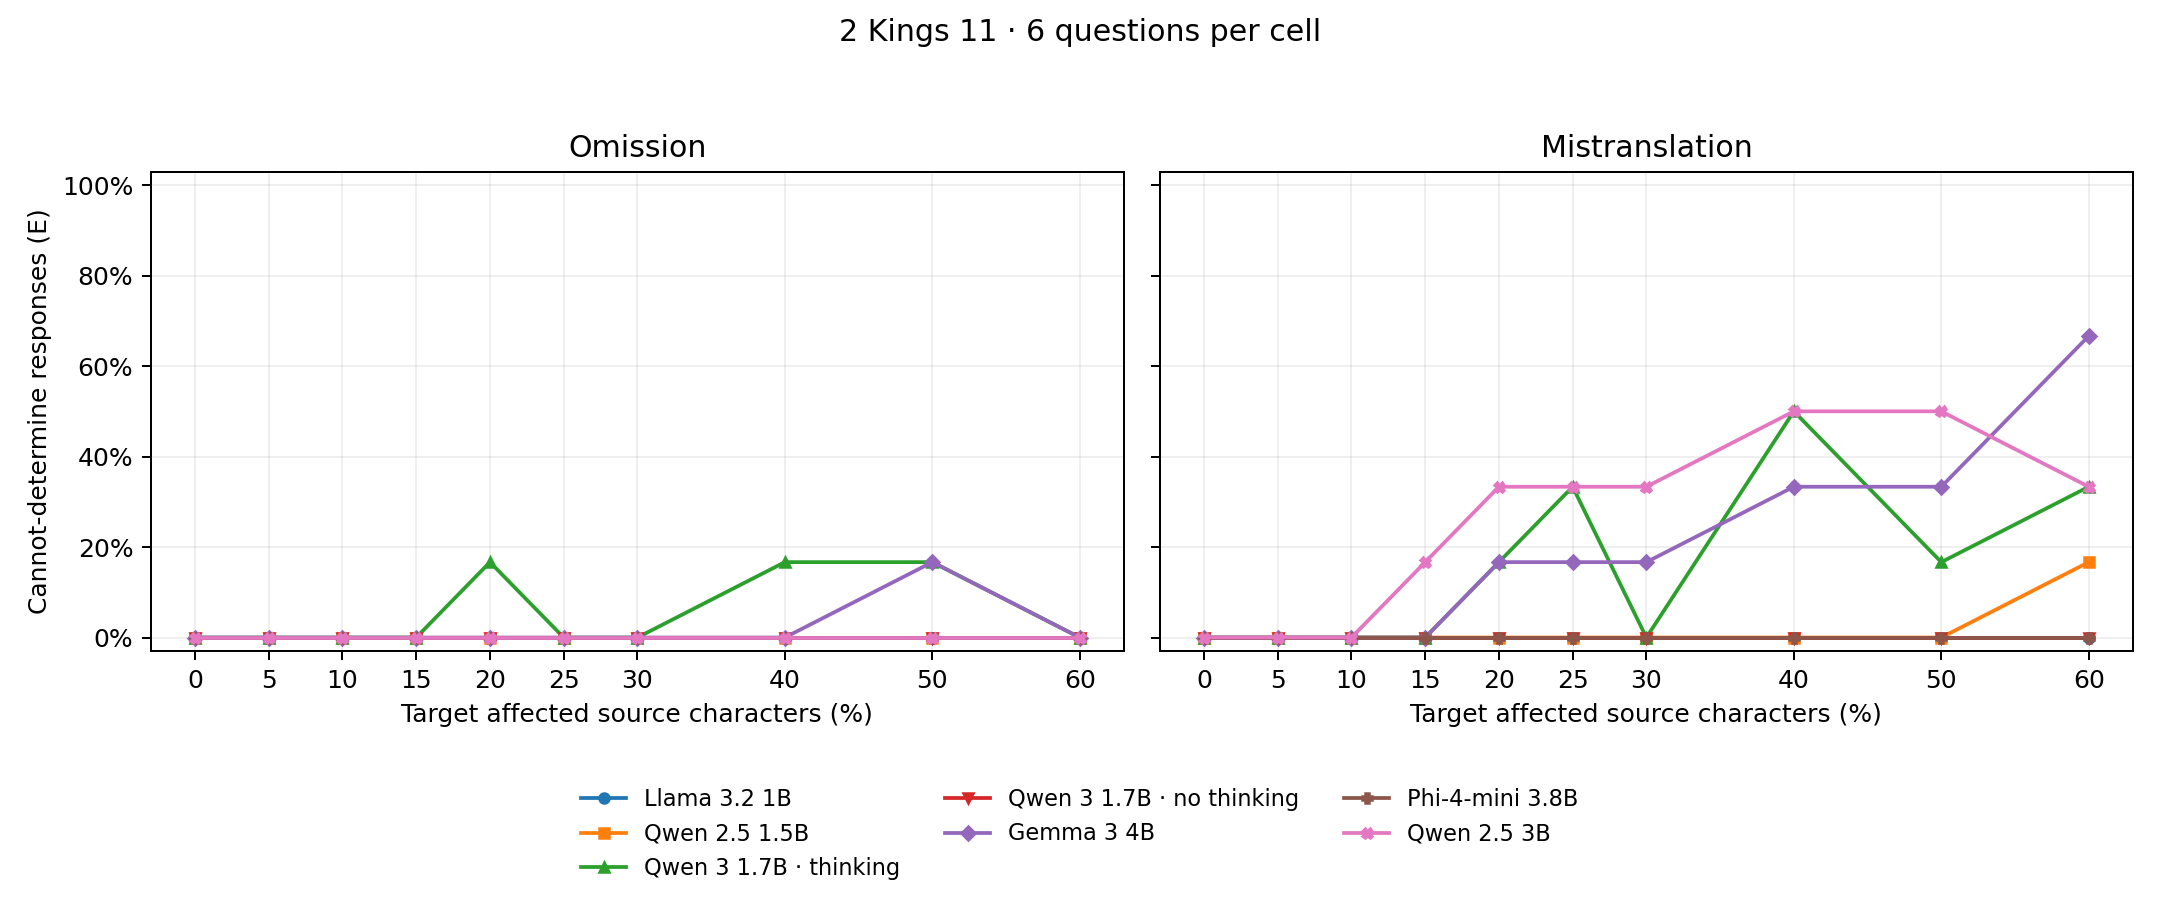 2 Kings 11 · 6 questions per cell
Omission
Mistranslation
Cannot-determine responses (E)
100%
80%
60%
40%
20%
0%
0 5 10 15 20 25 30 40 50 60
0 5 10 15 20 25 30 40 50 60
Target affected source characters (%)
Target affected source characters (%)
Llama 3.2 1B
Qwen 2.5 1.5B
Qwen 3 1.7B · thinking
Qwen 3 1.7B · no thinking
Gemma 3 4B
Phi-4-mini 3.8B
Qwen 2.5 3B